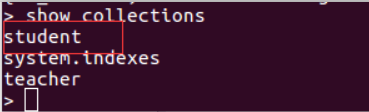 > show collections
student
system.indexes
teacher
>